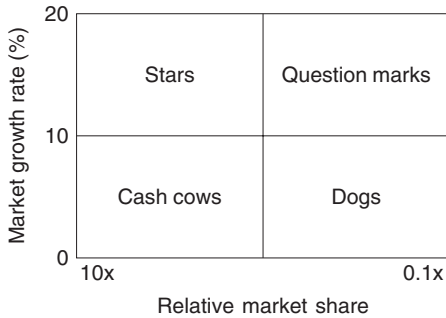 Market growth rate (%)
20
Stars
Question marks
10
Cash cows
Dogs
0
10x
0.1x
Relative market share